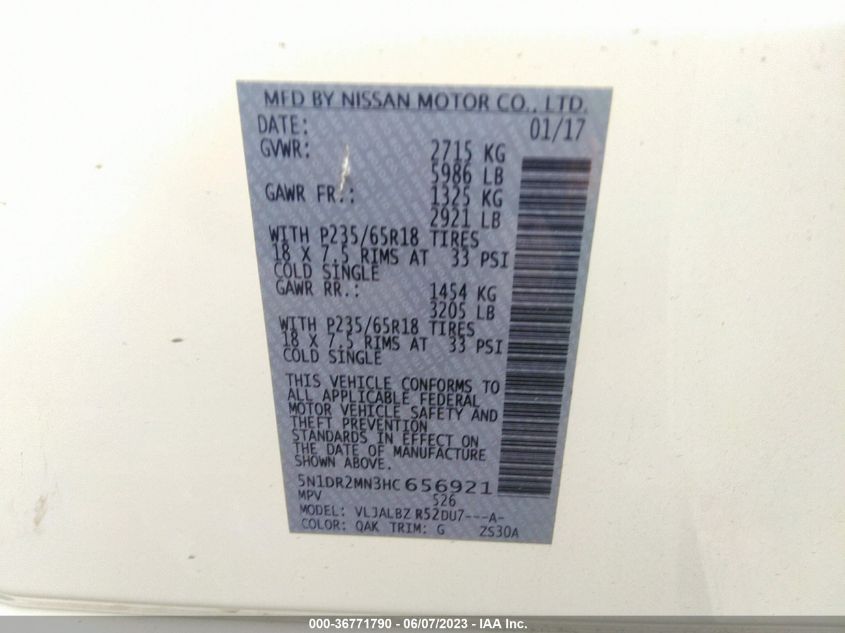 MFD BY NISSAN MOTOR CO., LTD.
DATE: 01/17
GVWR: 2715 KG
5986 LB
GAWR FR.: 1325 KG
2921 LB
WITH P235/65R18 TIRES
18 X 7.5 RIMS AT 33 PSI
COLD SINGLE
GAWR RR.: 1454 KG
3205 LB
WITH P235/65R18 TIRES
18 X 7.5 RIMS AT 33 PSI
COLD SINGLE
THIS VEHICLE CONFORMS TO
ALL APPLICABLE FEDERAL
MOTOR VEHICLE SAFETY AND
THEFT PREVENTION
STANDARDS IN EFFECT ON
THE DATE OF MANUFACTURE
SHOWN ABOVE.
5N1DR2MN3HC656921
MPV 526
MODEL: VLJALBZ R52DU7---A-
COLOR: QAK TRIM: G ZS30A
000-36771790 - 06/07/2023 - IAA Inc.